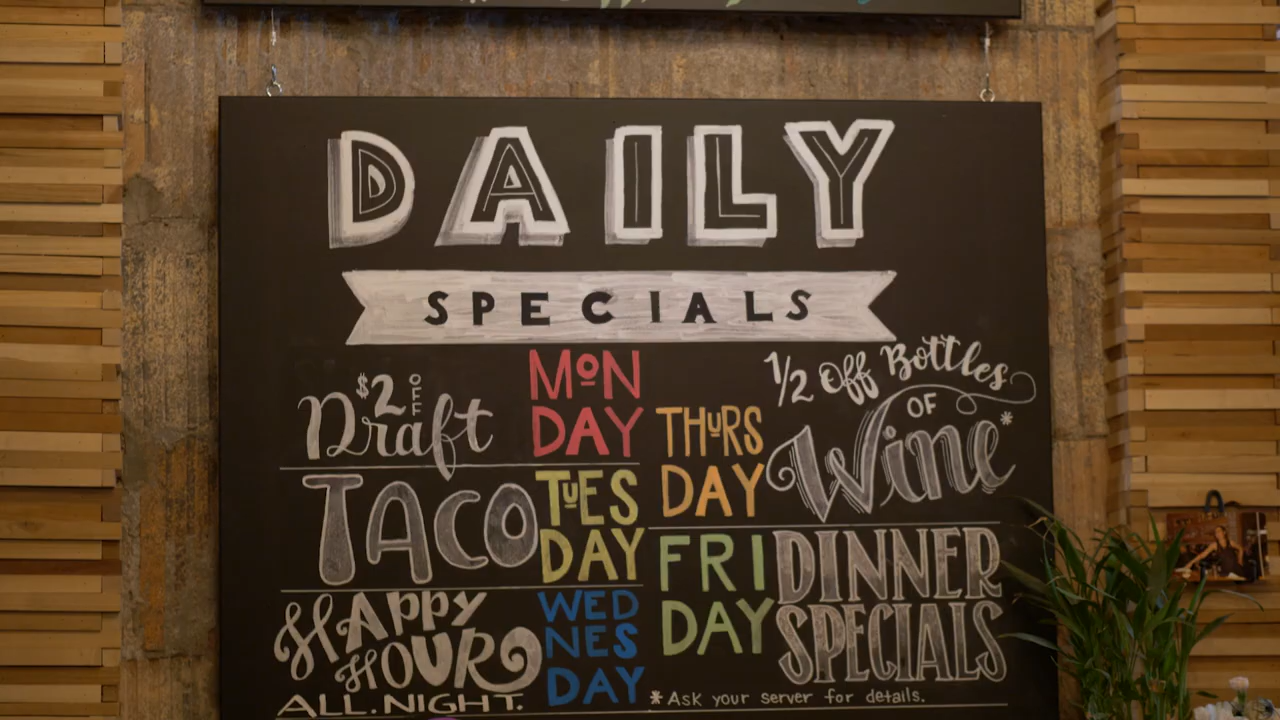 DAILY
SPECIALS
$2 OFF
Draft
MON
DAY
TACO
TUES
DAY
HAPPY
HOUR
ALL.NIGHT.
WED
NES
DAY
THURS
DAY
1/2 Off Bottles
OF
Wine*
FRI
DAY
DINNER
SPECIALS
*Ask your server for details.